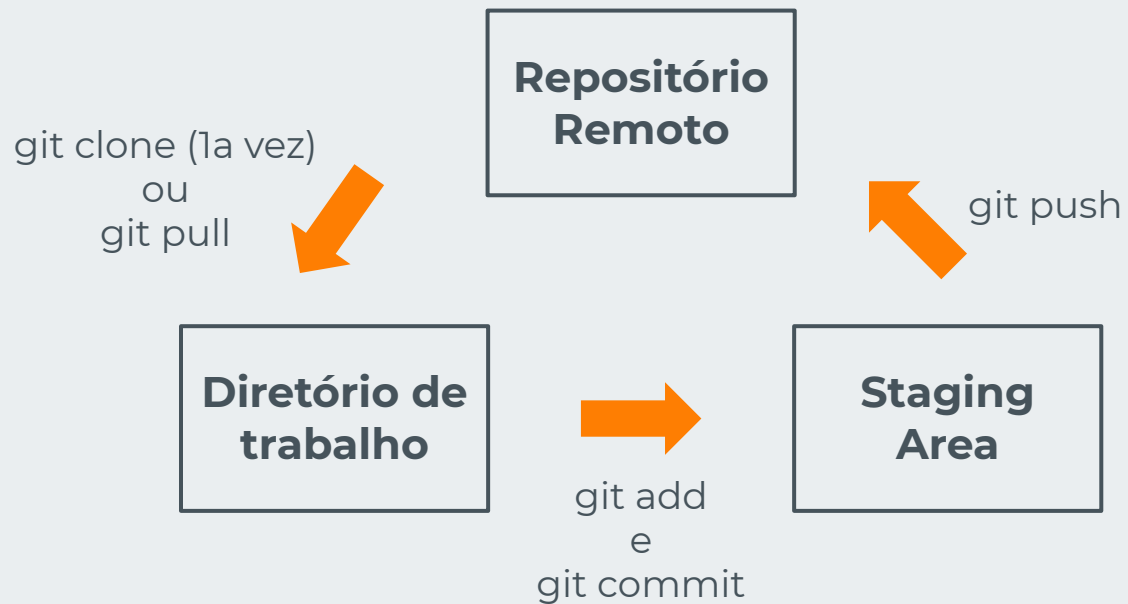 Repositório
Remoto
git clone (1a vez)
ou
git pull
git push
Diretório de
trabalho
Staging
Area
git add
e
git commit